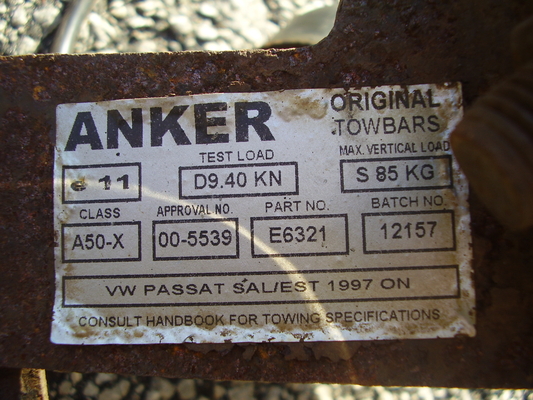 ANKER
ORIGINAL
TOWBARS
TEST LOAD
MAX. VERTICAL LOAD
e 11
D9.40 KN
S 85 KG
CLASS
APPROVAL NO.
PART NO.
BATCH NO.
A50-X
00-5539
E6321
12157
VW PASSAT SAL/EST 1997 ON
CONSULT HANDBOOK FOR TOWING SPECIFICATIONS